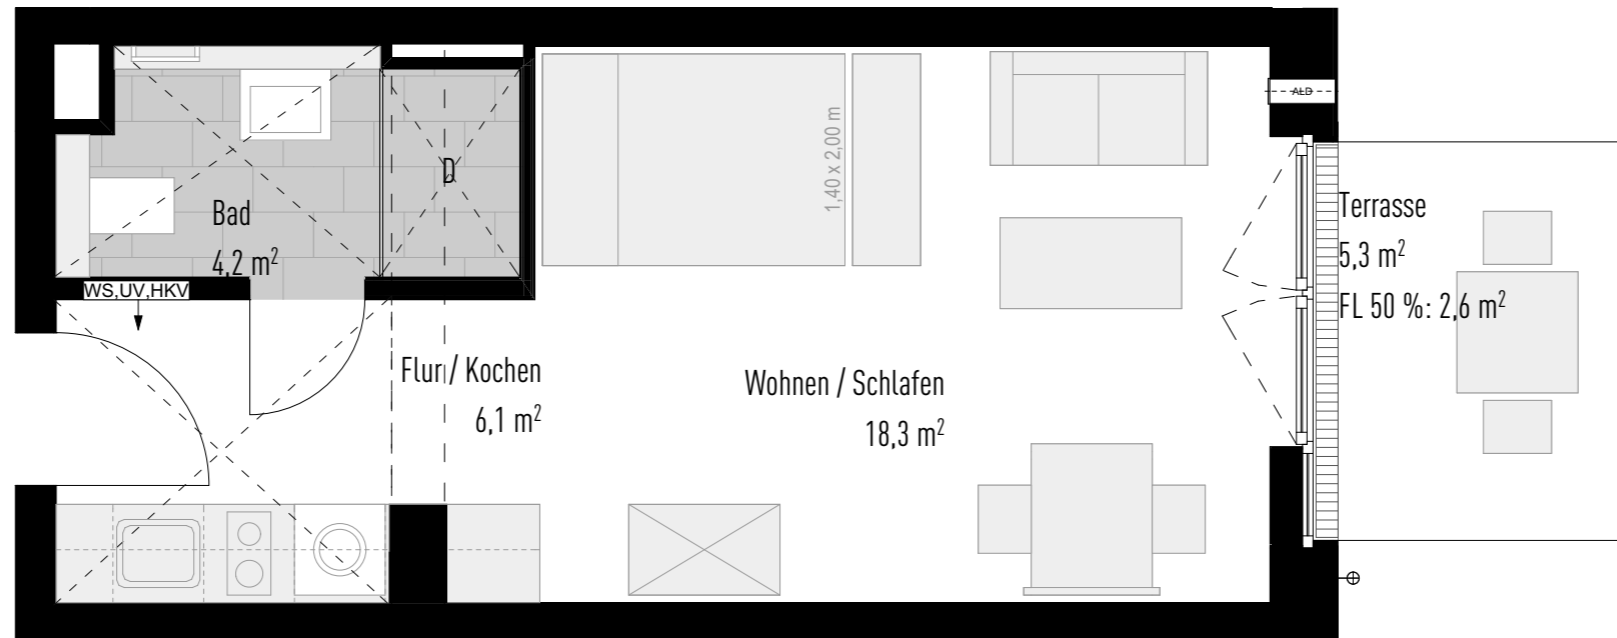 ALD
1,40 x 2,00 m
D
Bad
4,2 m²
WS,UV,HKV
Flur / Kochen
6,1 m²
Wohnen / Schlafen
18,3 m²
Terrasse
5,3 m²
FL 50 %: 2,6 m²